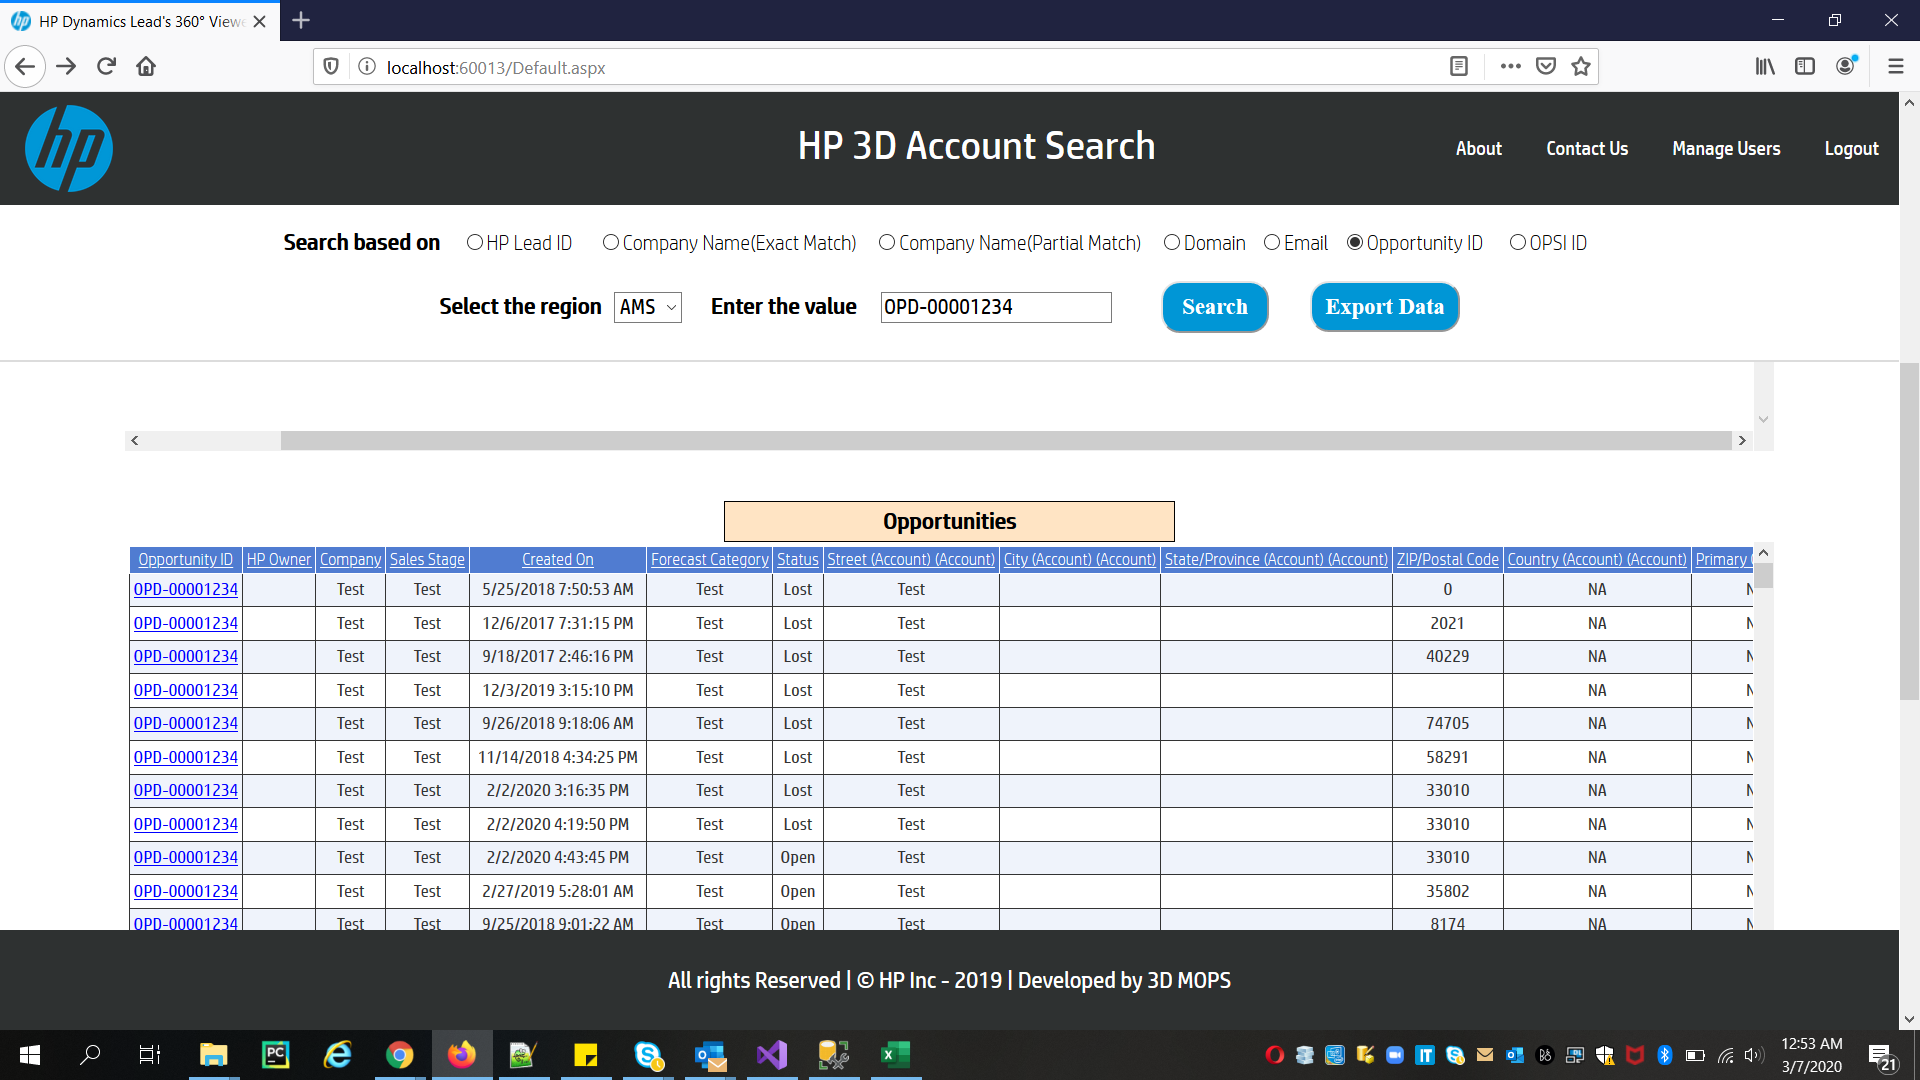 HP Dynamics Lead's 360° View
localhost:60013/Default.aspx
hp
HP 3D Account Search
About Contact Us Manage Users Logout
Search based on HP Lead ID Company Name(Exact Match) Company Name(Partial Match) Domain Email Opportunity ID OPSI ID
Select the region AMS Enter the value OPD-00001234 Search Export Data
Opportunities
Opportunity ID HP Owner Company Sales Stage Created On Forecast Category Status Street (Account) (Account) City (Account) (Account) State/Province (Account) (Account) ZIP/Postal Code Country (Account) (Account) Primary
OPD-00001234 Test Test 5/25/2018 7:50:53 AM Test Lost Test 0 NA
OPD-00001234 Test Test 12/6/2017 7:31:15 PM Test Lost Test 2021 NA
OPD-00001234 Test Test 9/18/2017 2:46:16 PM Test Lost Test 40229 NA
OPD-00001234 Test Test 12/3/2019 3:15:10 PM Test Lost Test NA
OPD-00001234 Test Test 9/26/2018 9:18:06 AM Test Lost Test 74705 NA
OPD-00001234 Test Test 11/14/2018 4:34:25 PM Test Lost Test 58291 NA
OPD-00001234 Test Test 2/2/2020 3:16:35 PM Test Lost Test 33010 NA
OPD-00001234 Test Test 2/2/2020 4:19:50 PM Test Lost Test 33010 NA
OPD-00001234 Test Test 2/2/2020 4:43:45 PM Test Open Test 33010 NA
OPD-00001234 Test Test 2/27/2019 5:28:01 AM Test Open Test 35802 NA
OPD-00001234 Test Test 9/25/2018 9:01:22 AM Test Open Test 8174 NA
All rights Reserved | © HP Inc - 2019 | Developed by 3D MOPS
12:53 AM
3/7/2020
21